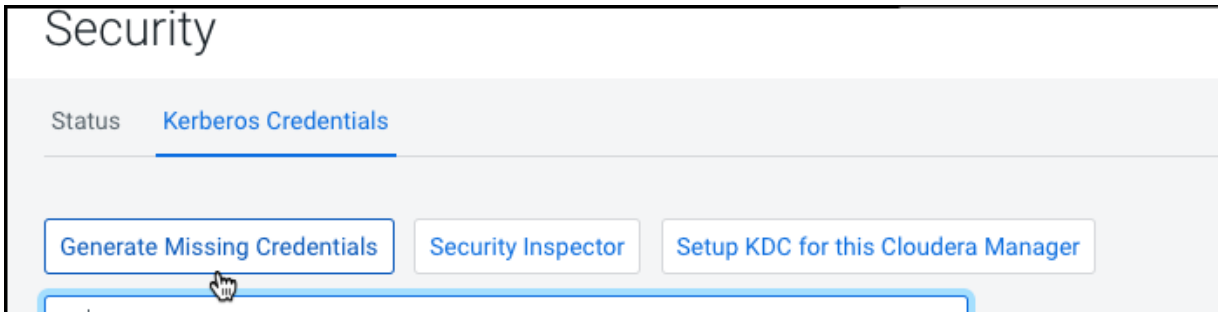 Security
Status Kerberos Credentials
Generate Missing Credentials Security Inspector Setup KDC for this Cloudera Manager